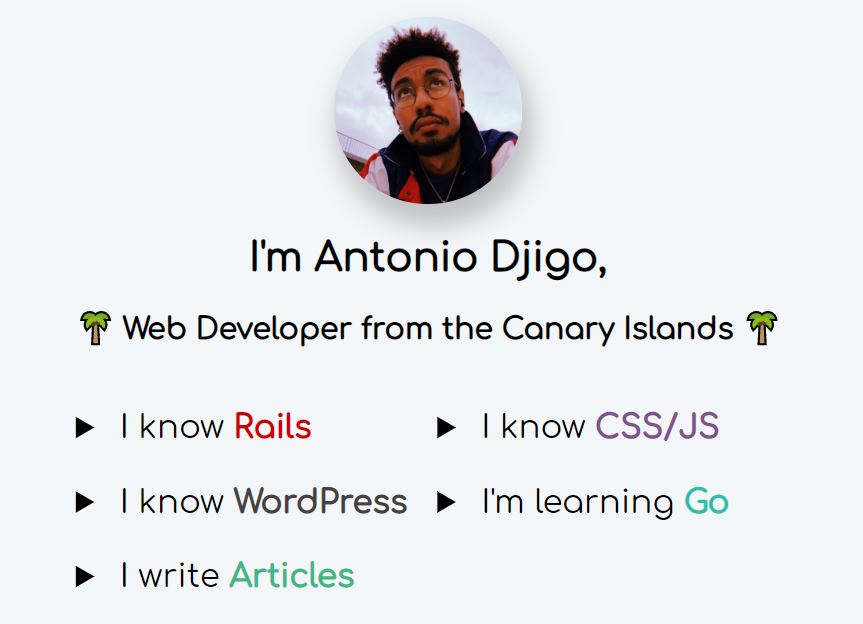 I'm Antonio Djigo,
🌴 Web Developer from the Canary Islands 🌴
▶ I know Rails
▶ I know CSS/JS
▶ I know WordPress
▶ I'm learning Go
▶ I write Articles